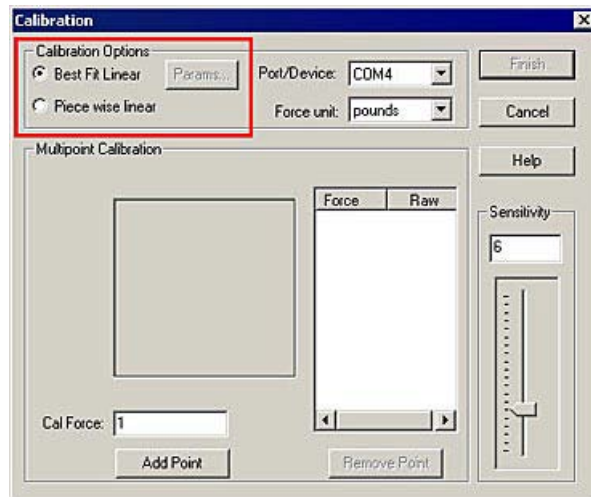 Calibration
Calibration Options
Best Fit Linear
Params...
Piece wise linear
Port/Device:
COM4
Force unit:
pounds
Finish
Cancel
Help
Multipoint Calibration
Force
Raw
Cal Force:
1
Add Point
Remove Point
Sensitivity
6